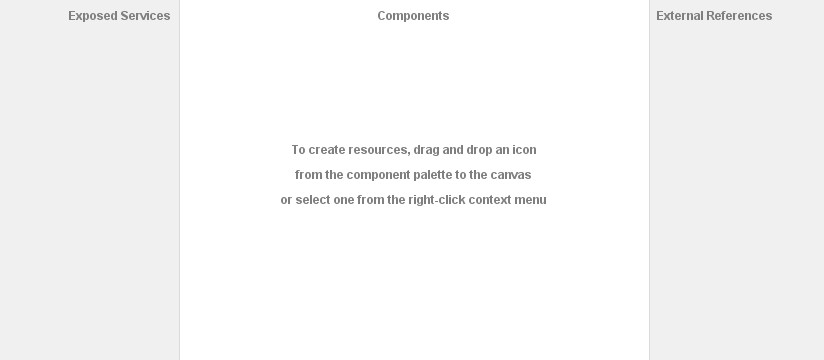 Exposed Services
Components
External References
To create resources, drag and drop an icon
from the component palette to the canvas
or select one from the right-click context menu